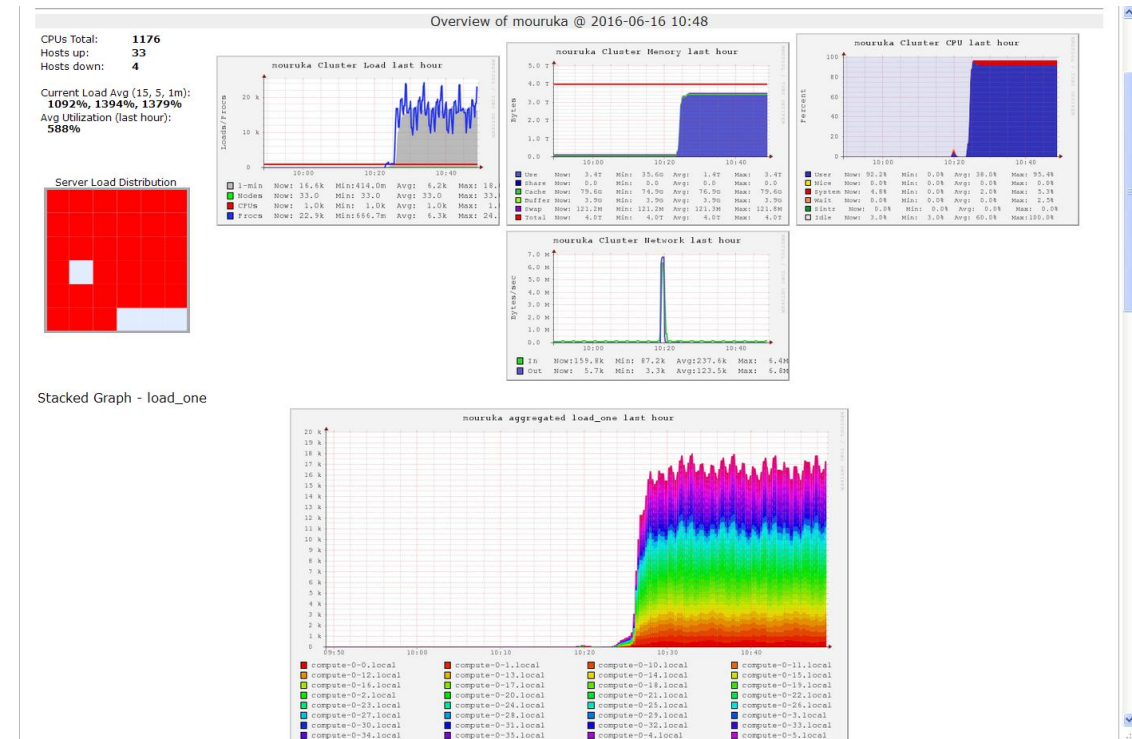 Overview of mouruka @ 2016-06-16 10:48
CPUs Total: 1176
Hosts up: 33
Hosts down: 4
Current Load Avg (15, 5, 1m):
1092%, 1394%, 1379%
Avg Utilization (last hour):
588%
Server Load Distribution
mouruka Cluster Load last hour
Loads/Procs
20 k
10 k
0
10:00 10:20 10:40
1-min Now: 16.6k Min:414.0m Avg: 6.2k Max: 18.
Nodes Now: 33.0 Min: 33.0 Avg: 33.0 Max: 33.
CPUs Now: 1.0k Min: 1.0k Avg: 1.0k Max: 1.
Procs Now: 22.9k Min:666.7m Avg: 6.3k Max: 24.
mouruka Cluster Memory last hour
Bytes
5.0 T
4.0 T
3.0 T
2.0 T
1.0 T
0.0
10:00 10:20 10:40
Use Now: 3.4T Min: 35.6G Avg: 1.4T Max: 3.4T
Share Now: 0.0 Min: 0.0 Avg: 0.0 Max: 0.0
Cache Now: 79.6G Min: 74.9G Avg: 76.9G Max: 79.6G
Buffer Now: 3.9G Min: 3.9G Avg: 3.9G Max: 3.9G
Swap Now: 121.2M Min: 121.2M Avg: 121.3M Max: 121.8M
Total Now: 4.0T Min: 4.0T Avg: 4.0T Max: 4.0T
mouruka Cluster CPU last hour
Percent
100
80
60
40
20
0
10:00 10:20 10:40
User Now: 92.2% Min: 0.0% Avg: 38.0% Max: 95.4%
Nice Now: 0.0% Min: 0.0% Avg: 0.0% Max: 0.0%
System Now: 4.8% Min: 0.0% Avg: 2.0% Max: 5.3%
Wait Now: 0.0% Min: 0.0% Avg: 0.0% Max: 2.5%
Sintr Now: 0.0% Min: 0.0% Avg: 0.0% Max: 0.0%
Idle Now: 3.0% Min: 3.0% Avg: 60.0% Max:100.0%
mouruka Cluster Network last hour
Bytes/sec
7.0 M
6.0 M
5.0 M
4.0 M
3.0 M
2.0 M
1.0 M
0.0
10:00 10:20 10:40
In Now:159.8k Min: 87.2k Avg:237.6k Max: 6.4M
Out Now: 5.7k Min: 3.3k Avg:123.5k Max: 6.8M
Stacked Graph - load_one
mouruka aggregated load_one last hour
20 k
19 k
18 k
17 k
16 k
15 k
14 k
13 k
12 k
11 k
10 k
9 k
8 k
7 k
6 k
5 k
4 k
3 k
2 k
1 k
0
09:50 10:00 10:10 10:20 10:30 10:40
compute-0-0.local compute-0-1.local compute-0-10.local compute-0-11.local
compute-0-12.local compute-0-13.local compute-0-14.local compute-0-15.local
compute-0-16.local compute-0-17.local compute-0-18.local compute-0-19.local
compute-0-2.local compute-0-20.local compute-0-21.local compute-0-22.local
compute-0-23.local compute-0-24.local compute-0-25.local compute-0-26.local
compute-0-27.local compute-0-28.local compute-0-29.local compute-0-3.local
compute-0-30.local compute-0-31.local compute-0-32.local compute-0-33.local
compute-0-34.local compute-0-35.local compute-0-4.local compute-0-5.local